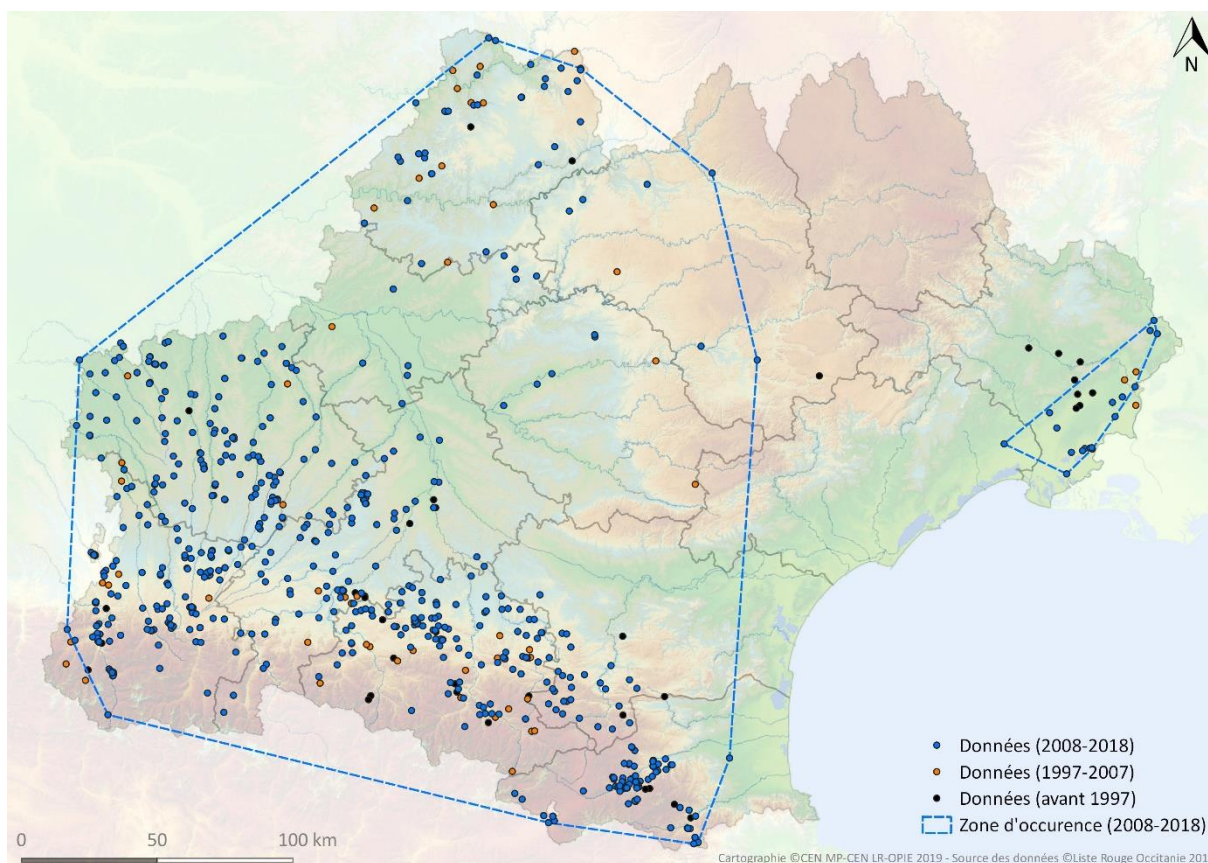 N
Données (2008-2018)
Données (1997-2007)
Données (avant 1997)
Zone d'occurence (2008-2018)
0 50 100 km
Cartographie ©CEN MP-CEN LR-OPIE 2019 - Source des données ©Liste Rouge Occitanie 201